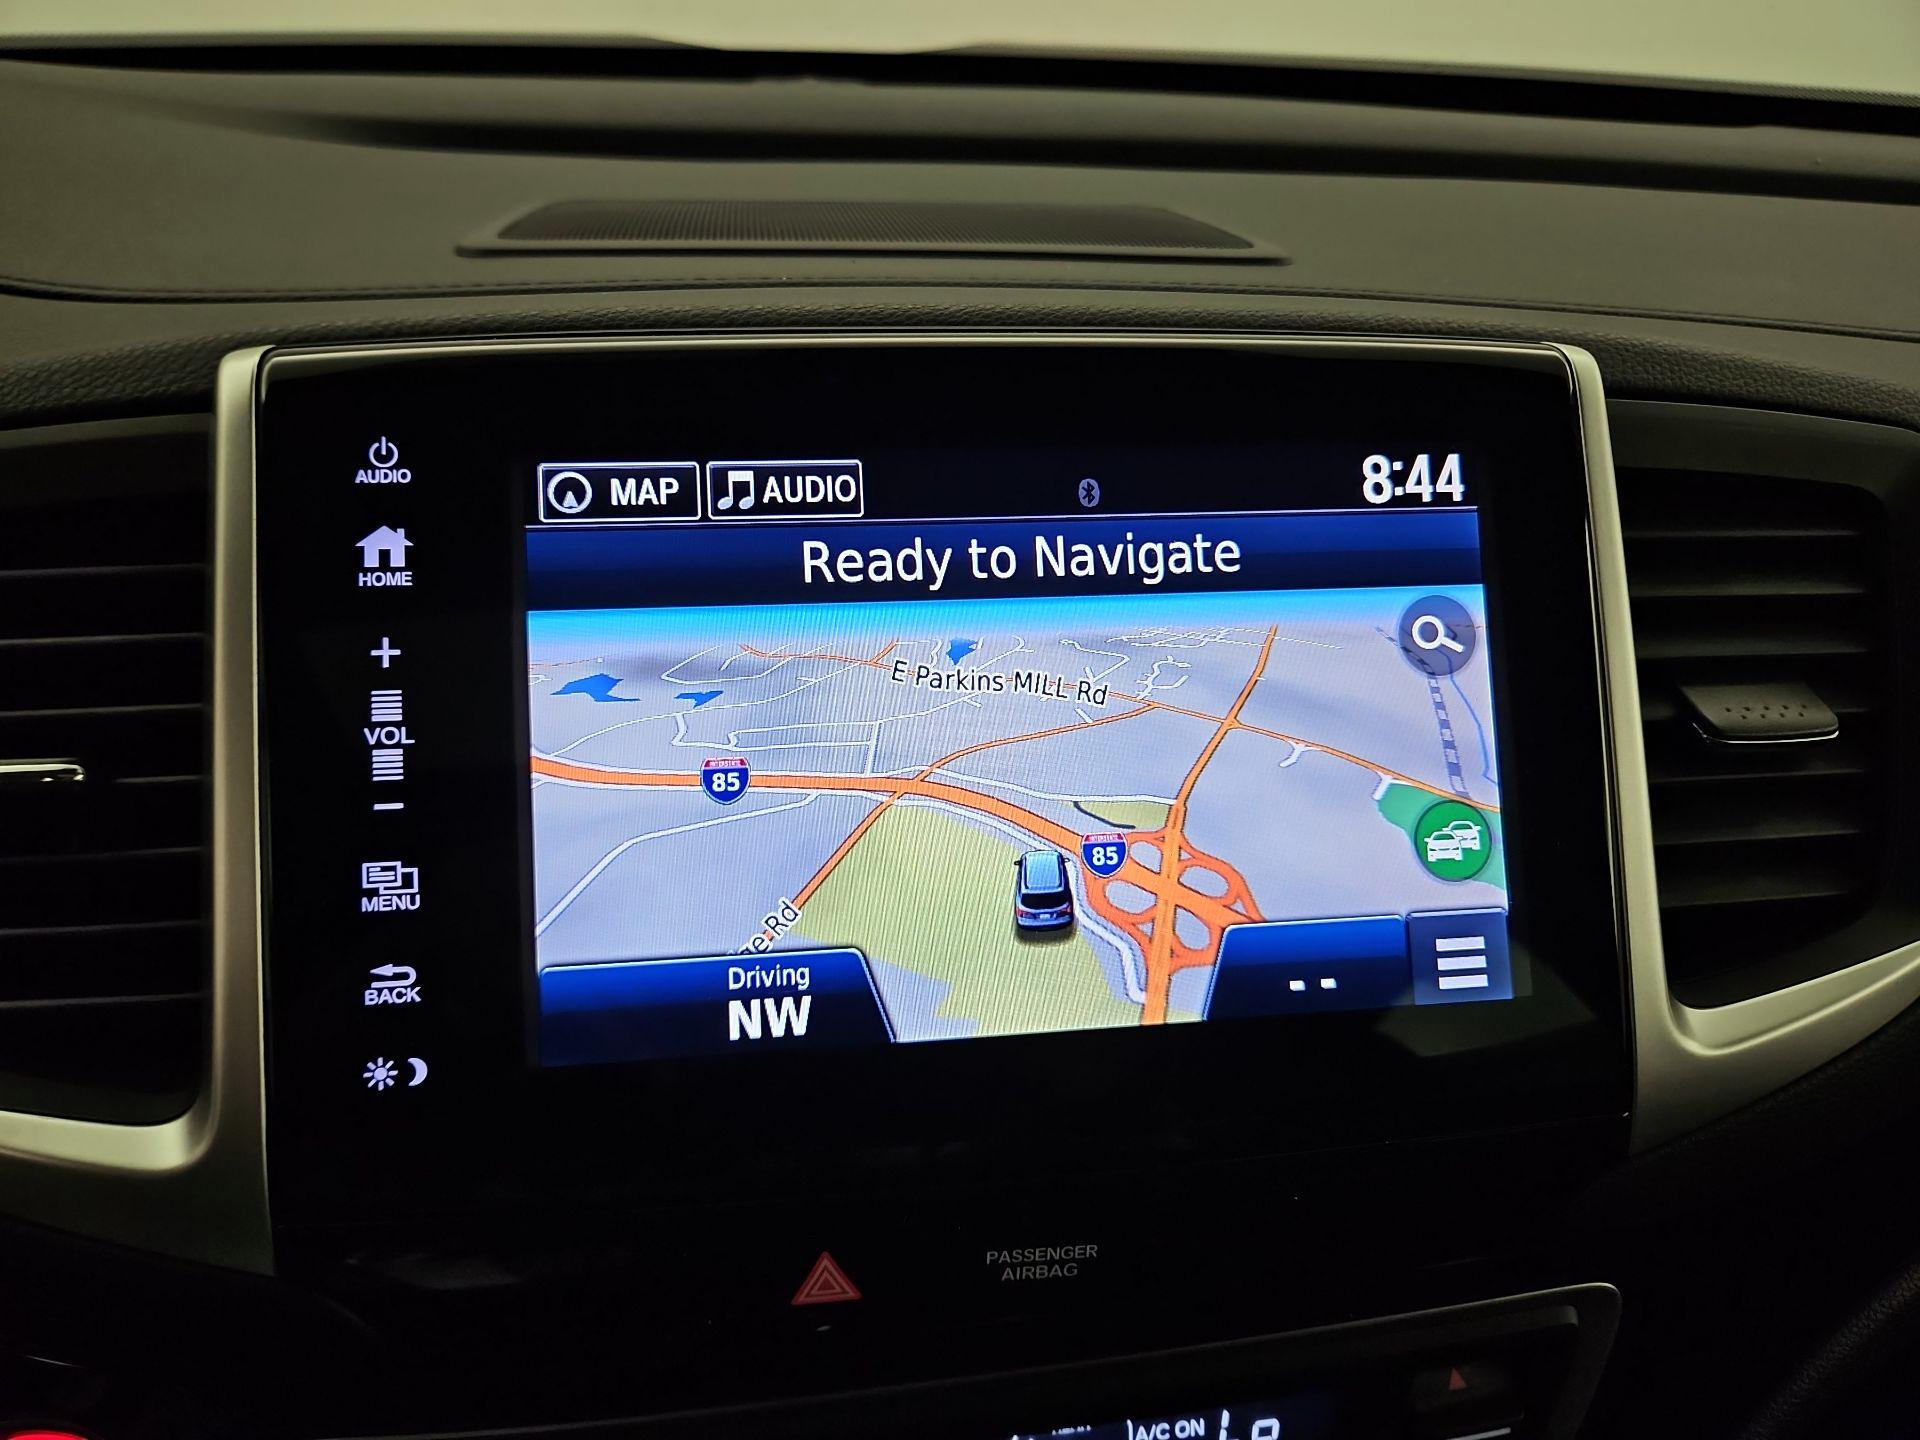 AUDIO
HOME
+
VOL
−
MENU
BACK
MAP
AUDIO
8:44
Ready to Navigate
E Parkins MILL Rd
85
85
Rd
Driving
NW
- -
PASSENGER
AIRBAG
A/C ON